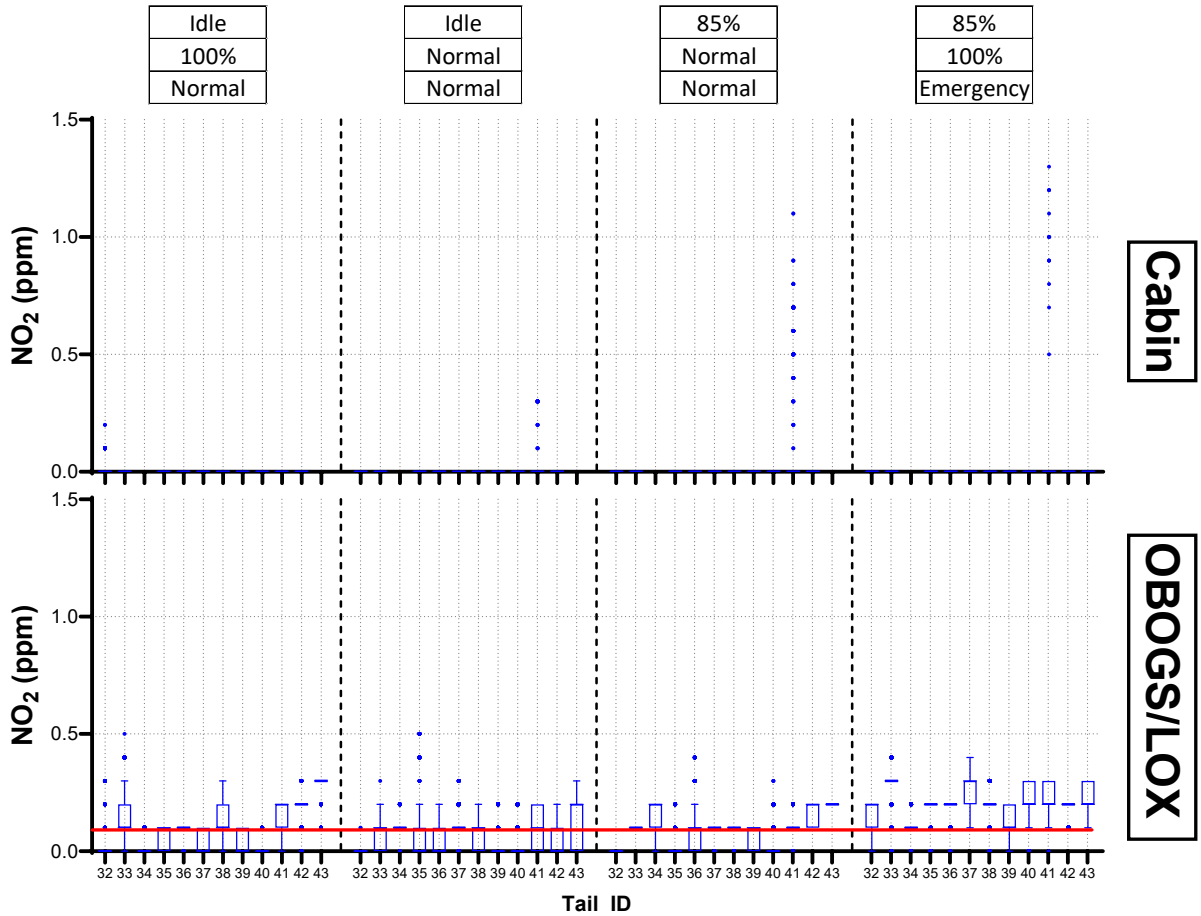 Idle Idle 85% 85%
100% Normal Normal 100%
Normal Normal Normal Emergency
1.5
1.0
0.5
0.0
NO₂ (ppm)
Cabin
1.5
1.0
0.5
0.0
NO₂ (ppm)
OBOGS/LOX
32 33 34 35 36 37 38 39 40 41 42 43 32 33 34 35 36 37 38 39 40 41 42 43 32 33 34 35 36 37 38 39 40 41 42 43 32 33 34 35 36 37 38 39 40 41 42 43
Tail ID